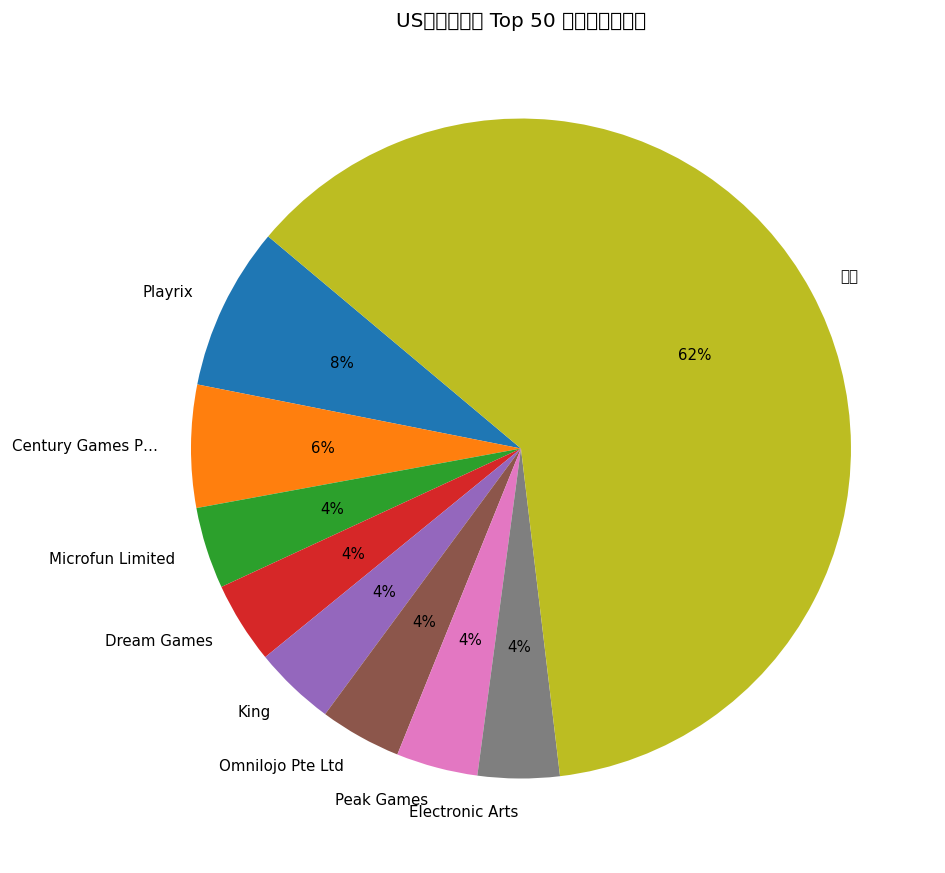 US Top 50
62%
Playrix
8%
Century Games P…
6%
Microfun Limited
4%
Dream Games
4%
King
4%
Omnilojo Pte Ltd
4%
Peak Games
4%
Electronic Arts
4%